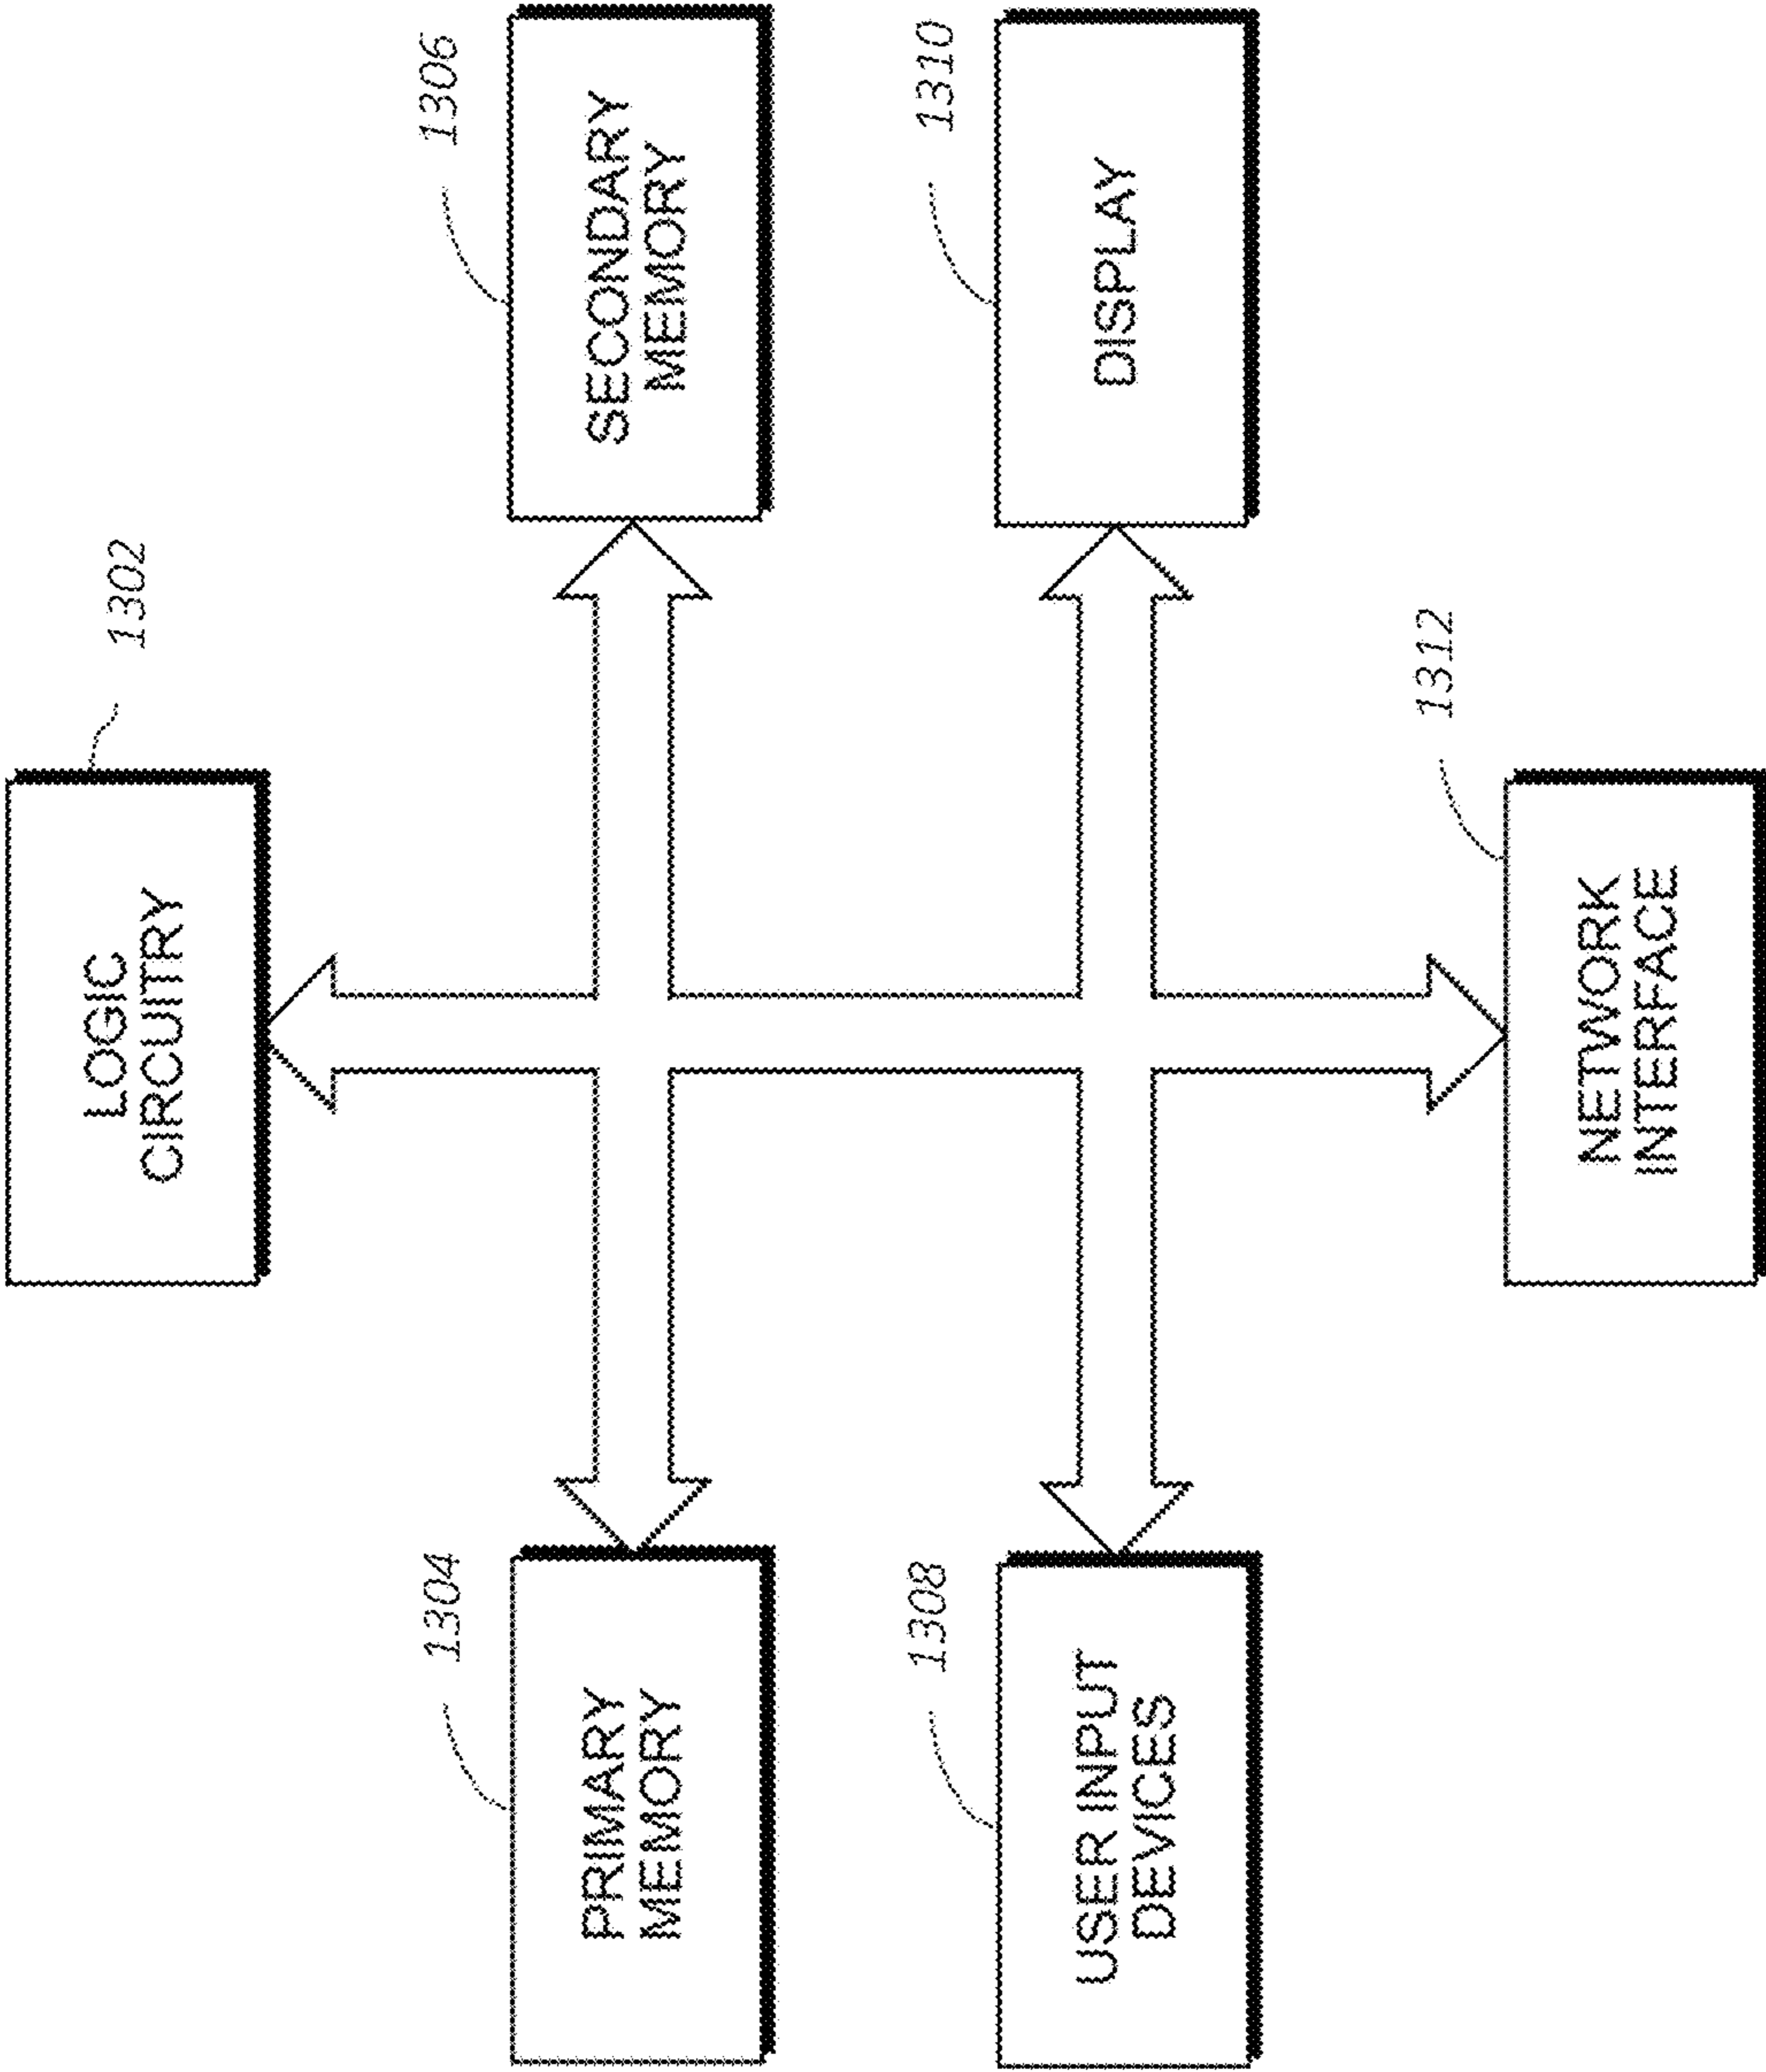 1302
LOGIC
CIRCUITRY
1304
PRIMARY
MEMORY
1306
SECONDARY
MEMORY
1308
USER INPUT
DEVICES
1310
DISPLAY
1312
NETWORK
INTERFACE